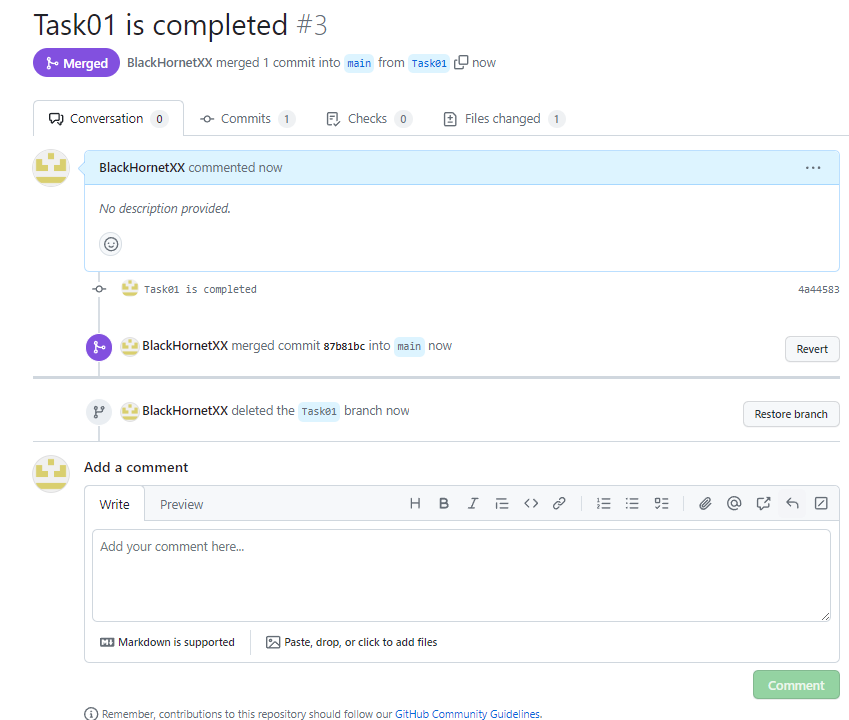 Task01 is completed #3
Merged BlackHornetXX merged 1 commit into main from Task01 now
Conversation 0 Commits 1 Checks 0 Files changed 1
BlackHornetXX commented now
No description provided.
Task01 is completed 4a44583
BlackHornetXX merged commit 87b81bc into main now Revert
BlackHornetXX deleted the Task01 branch now Restore branch
Add a comment
Write Preview
Add your comment here...
Markdown is supported Paste, drop, or click to add files
Comment
Remember, contributions to this repository should follow our GitHub Community Guidelines.